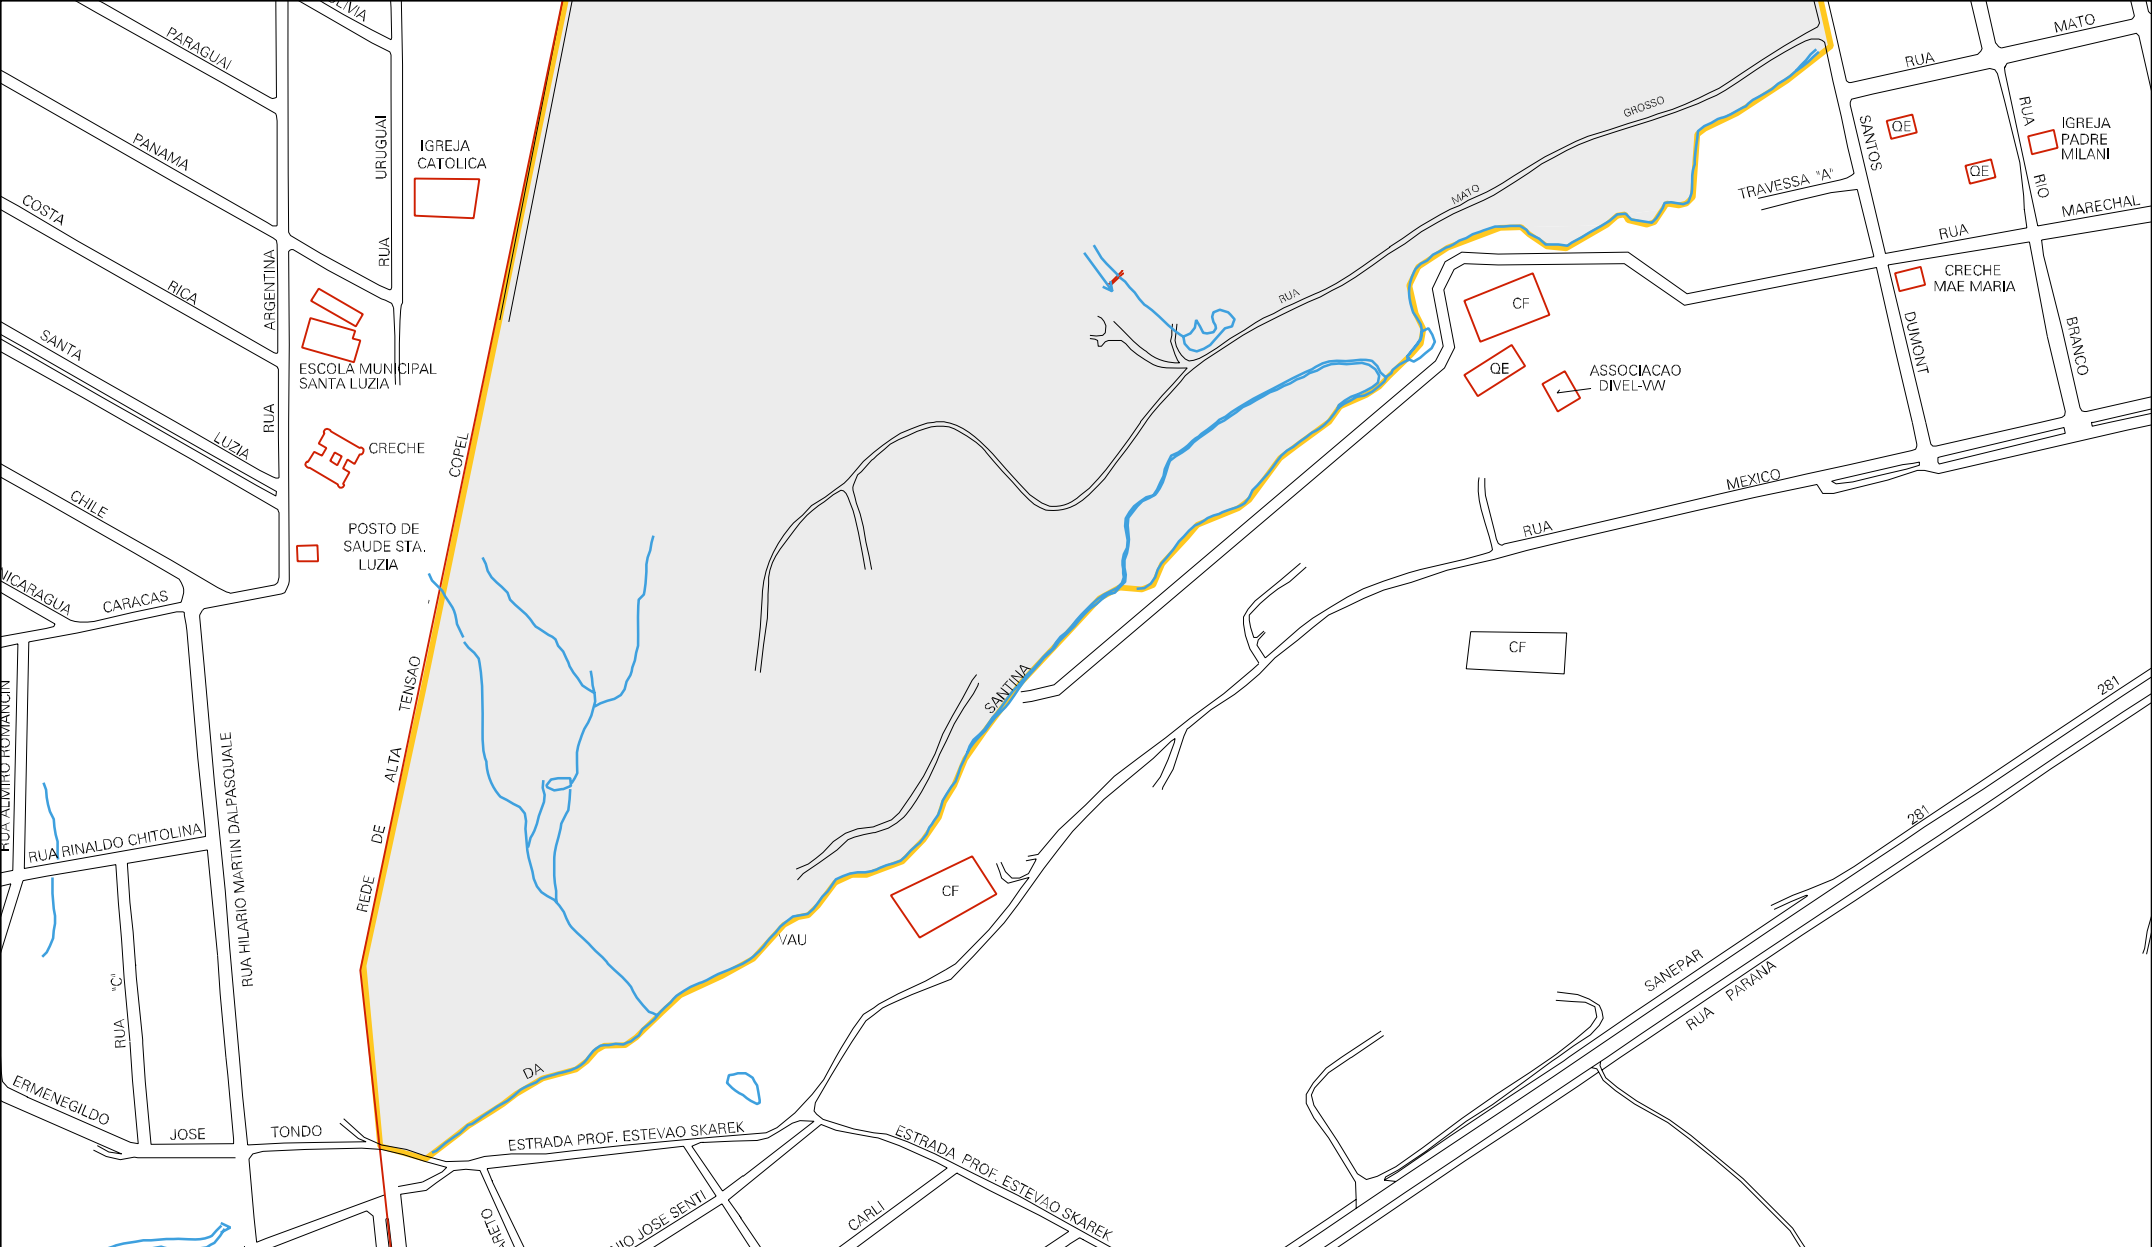 PARAGUAI
MATO
RUA
GROSSO
PANAMA
URUGUAI
IGREJA
CATOLICA
SANTOS
QE
RUA
IGREJA
PADRE
MILANI
QE
TRAVESSA "A"
RIO
MATO
COSTA
MARECHAL
RUA
RUA
RICA
ARGENTINA
RUA
CRECHE
MAE MARIA
CF
SANTA
DUMONT
BRANCO
ESCOLA MUNICIPAL
SANTA LUZIA
QE
ASSOCIACAO
DIVEL-VW
RUA
LUZIA
CRECHE
COPEL
CHILE
MEXICO
RUA
POSTO DE
SAUDE STA.
LUZIA
NICARAGUA
CARACAS
CF
TENSAO
SANTINA
281
RUA ALMIRO ROMANCIN
RUA HILARIO MARTIN DALPASQUALE
ALTA
281
DE
RUA RINALDO CHITOLINA
REDE
CF
VAU
"C"
RUA
SANEPAR
PARANA
RUA
DA
ERMENEGILDO
JOSE
TONDO
ESTRADA PROF. ESTEVAO SKAREK
ESTRADA PROF. ESTEVAO SKAREK
JOSE SENTI
CARLI